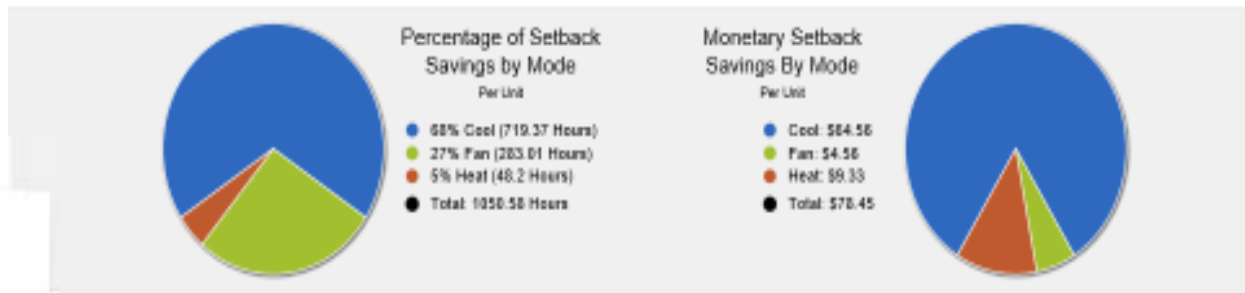 Percentage of Setback
Savings by Mode
Per Unit
68% Cool (719.37 Hours)
27% Fan (283.01 Hours)
5% Heat (48.2 Hours)
Total: 1050.58 Hours
Monetary Setback
Savings By Mode
Per Unit
Cool: $64.56
Fan: $4.56
Heat: $9.33
Total: $78.45